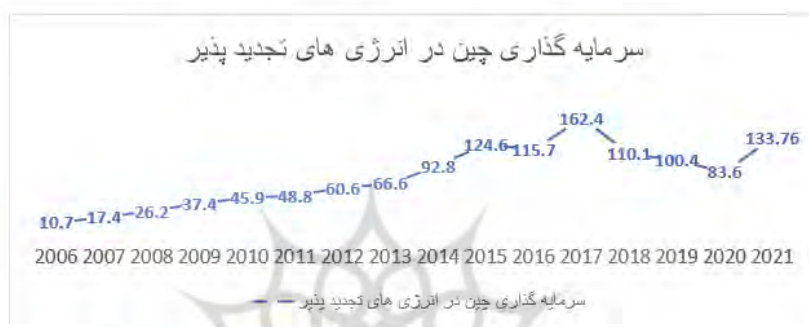 سرمایه گذاری چین در انرژی های تجدید پذیر
10.7 17.4 26.2 37.4 45.9 48.8 60.6 66.6 92.8 124.6 115.7 162.4 110.1 100.4 83.6 133.76
2006 2007 2008 2009 2010 2011 2012 2013 2014 2015 2016 2017 2018 2019 2020 2021
سرمایه گذاری چین در انرژی های تجدید پذیر